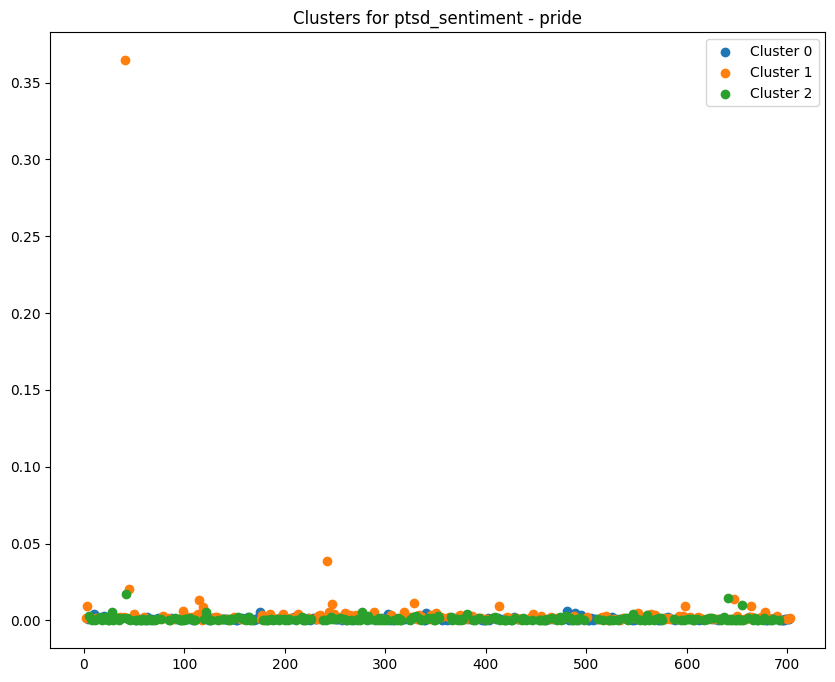 Clusters for ptsd_sentiment - pride
Cluster 0
Cluster 1
Cluster 2
0.35
0.30
0.25
0.20
0.15
0.10
0.05
0.00
0 100 200 300 400 500 600 700